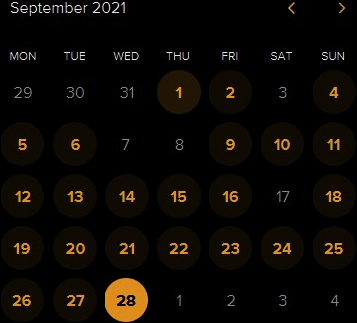 September 2021
MON TUE WED THU FRI SAT SUN
29 30 31 1 2 3 4
5 6 7 8 9 10 11
12 13 14 15 16 17 18
19 20 21 22 23 24 25
26 27 28 1 2 3 4